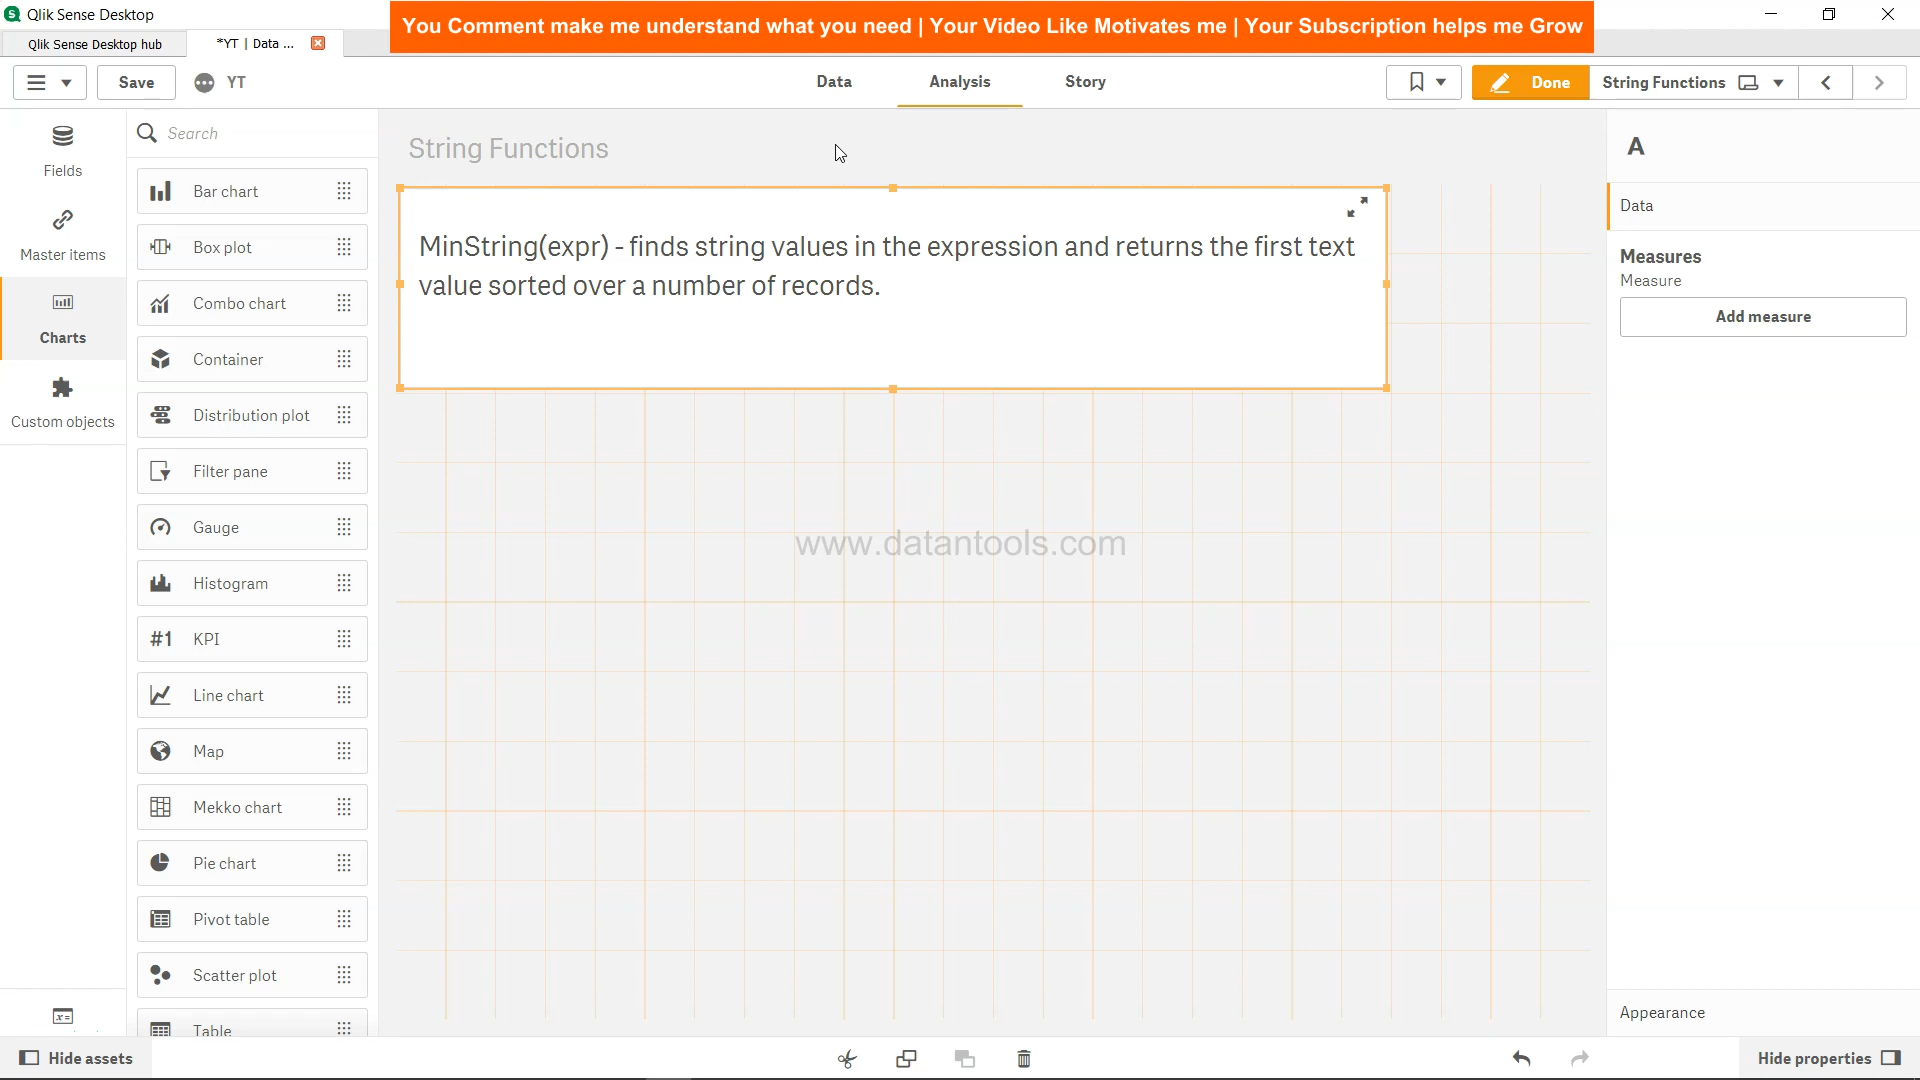 Qlik Sense Desktop
You Comment make me understand what you need | Your Video Like Motivates me | Your Subscription helps me Grow
Qlik Sense Desktop hub
*YT | Data ...
Save
YT
Data
Analysis
Story
Done
String Functions
Fields
Master items
Charts
Custom objects
Search
Bar chart
Box plot
Combo chart
Container
Distribution plot
Filter pane
Gauge
Histogram
#1 KPI
Line chart
Map
Mekko chart
Pie chart
Pivot table
Scatter plot
Table
String Functions
MinString(expr) - finds string values in the expression and returns the first text
value sorted over a number of records.
www.datantools.com
A
Data
Measures
Measure
Add measure
Appearance
Hide assets
Hide properties